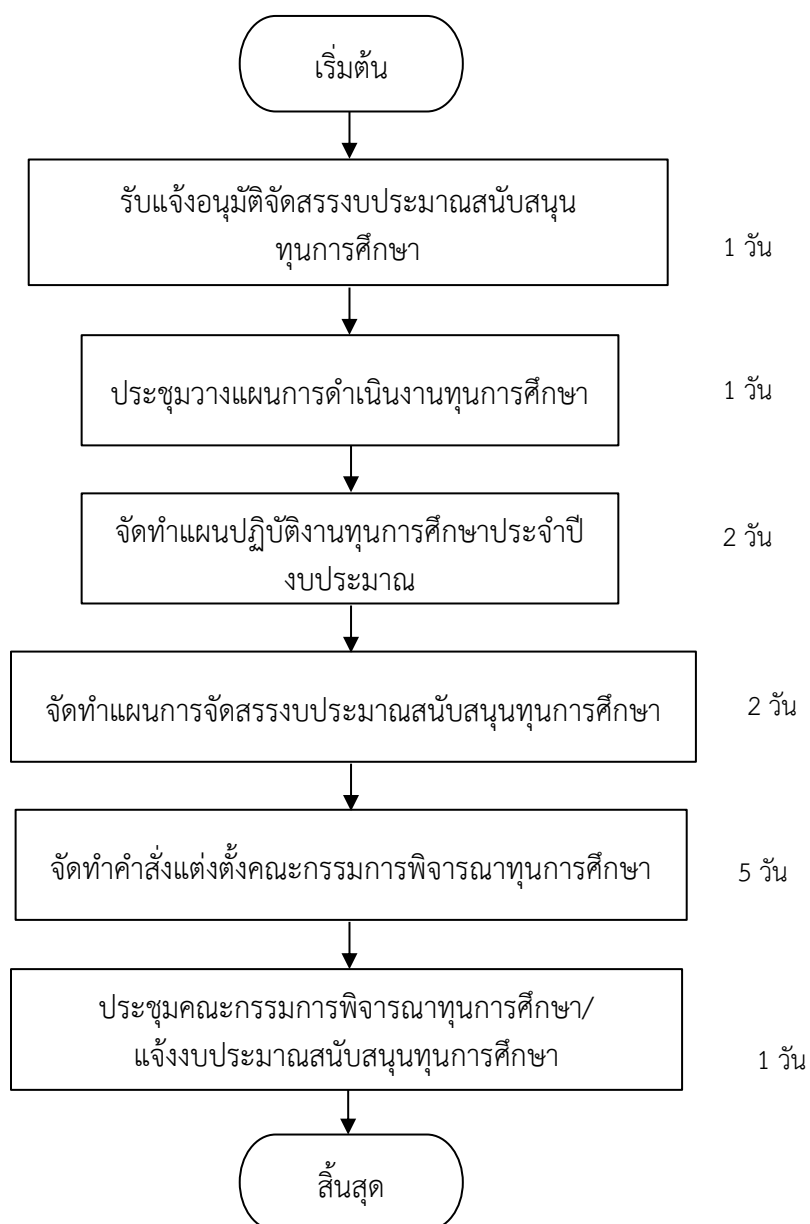 เริ่มต้น
รับแจ้งอนุมัติจัดสรรงบประมาณสนับสนุน
ทุนการศึกษา
1 วัน
ประชุมวางแผนการดำเนินงานทุนการศึกษา
1 วัน
จัดทำแผนปฏิบัติงานทุนการศึกษาประจำปี
งบประมาณ
2 วัน
จัดทำแผนการจัดสรรงบประมาณสนับสนุนทุนการศึกษา
2 วัน
จัดทำคำสั่งแต่งตั้งคณะกรรมการพิจารณาทุนการศึกษา
5 วัน
ประชุมคณะกรรมการพิจารณาทุนการศึกษา/
แจ้งงบประมาณสนับสนุนทุนการศึกษา
1 วัน
สิ้นสุด